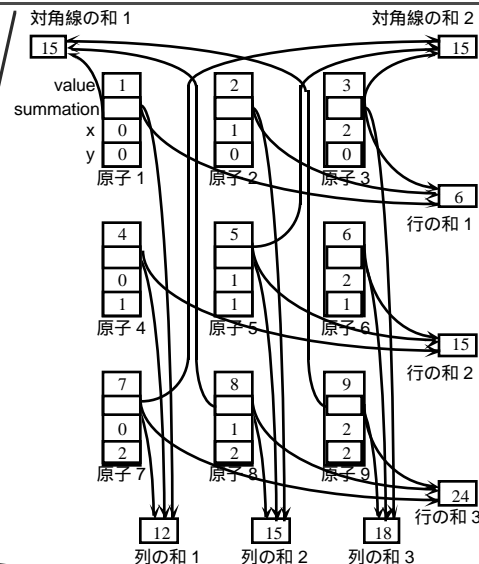 対角線の和 1 対角線の和 2
15 15
value 1 2 3
summation
x 0 1 2
y 0 0 0
原子 1 原子 2 原子 3
6
行の和 1
4 5 6
0 1 2
1 1 1
原子 4 原子 5 原子 6
15
行の和 2
7 8 9
0 1 2
2 2 2
原子 7 原子 8 原子 9
24
行の和 3
12 15 18
列の和 1 列の和 2 列の和 3